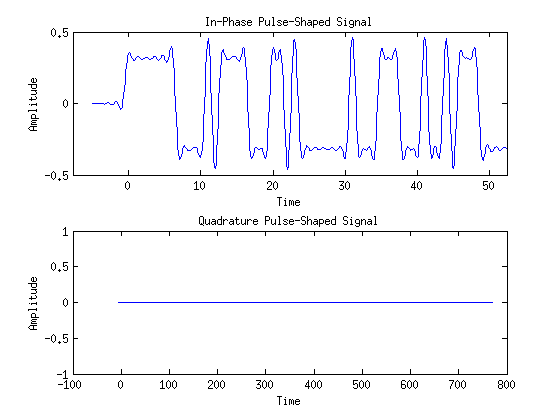 In-Phase Pulse-Shaped Signal
0.5
0
-0.5
Amplitude
0 10 20 30 40 50
Time
Quadrature Pulse-Shaped Signal
1
0.5
0
-0.5
-1
Amplitude
-100 0 100 200 300 400 500 600 700 800
Time